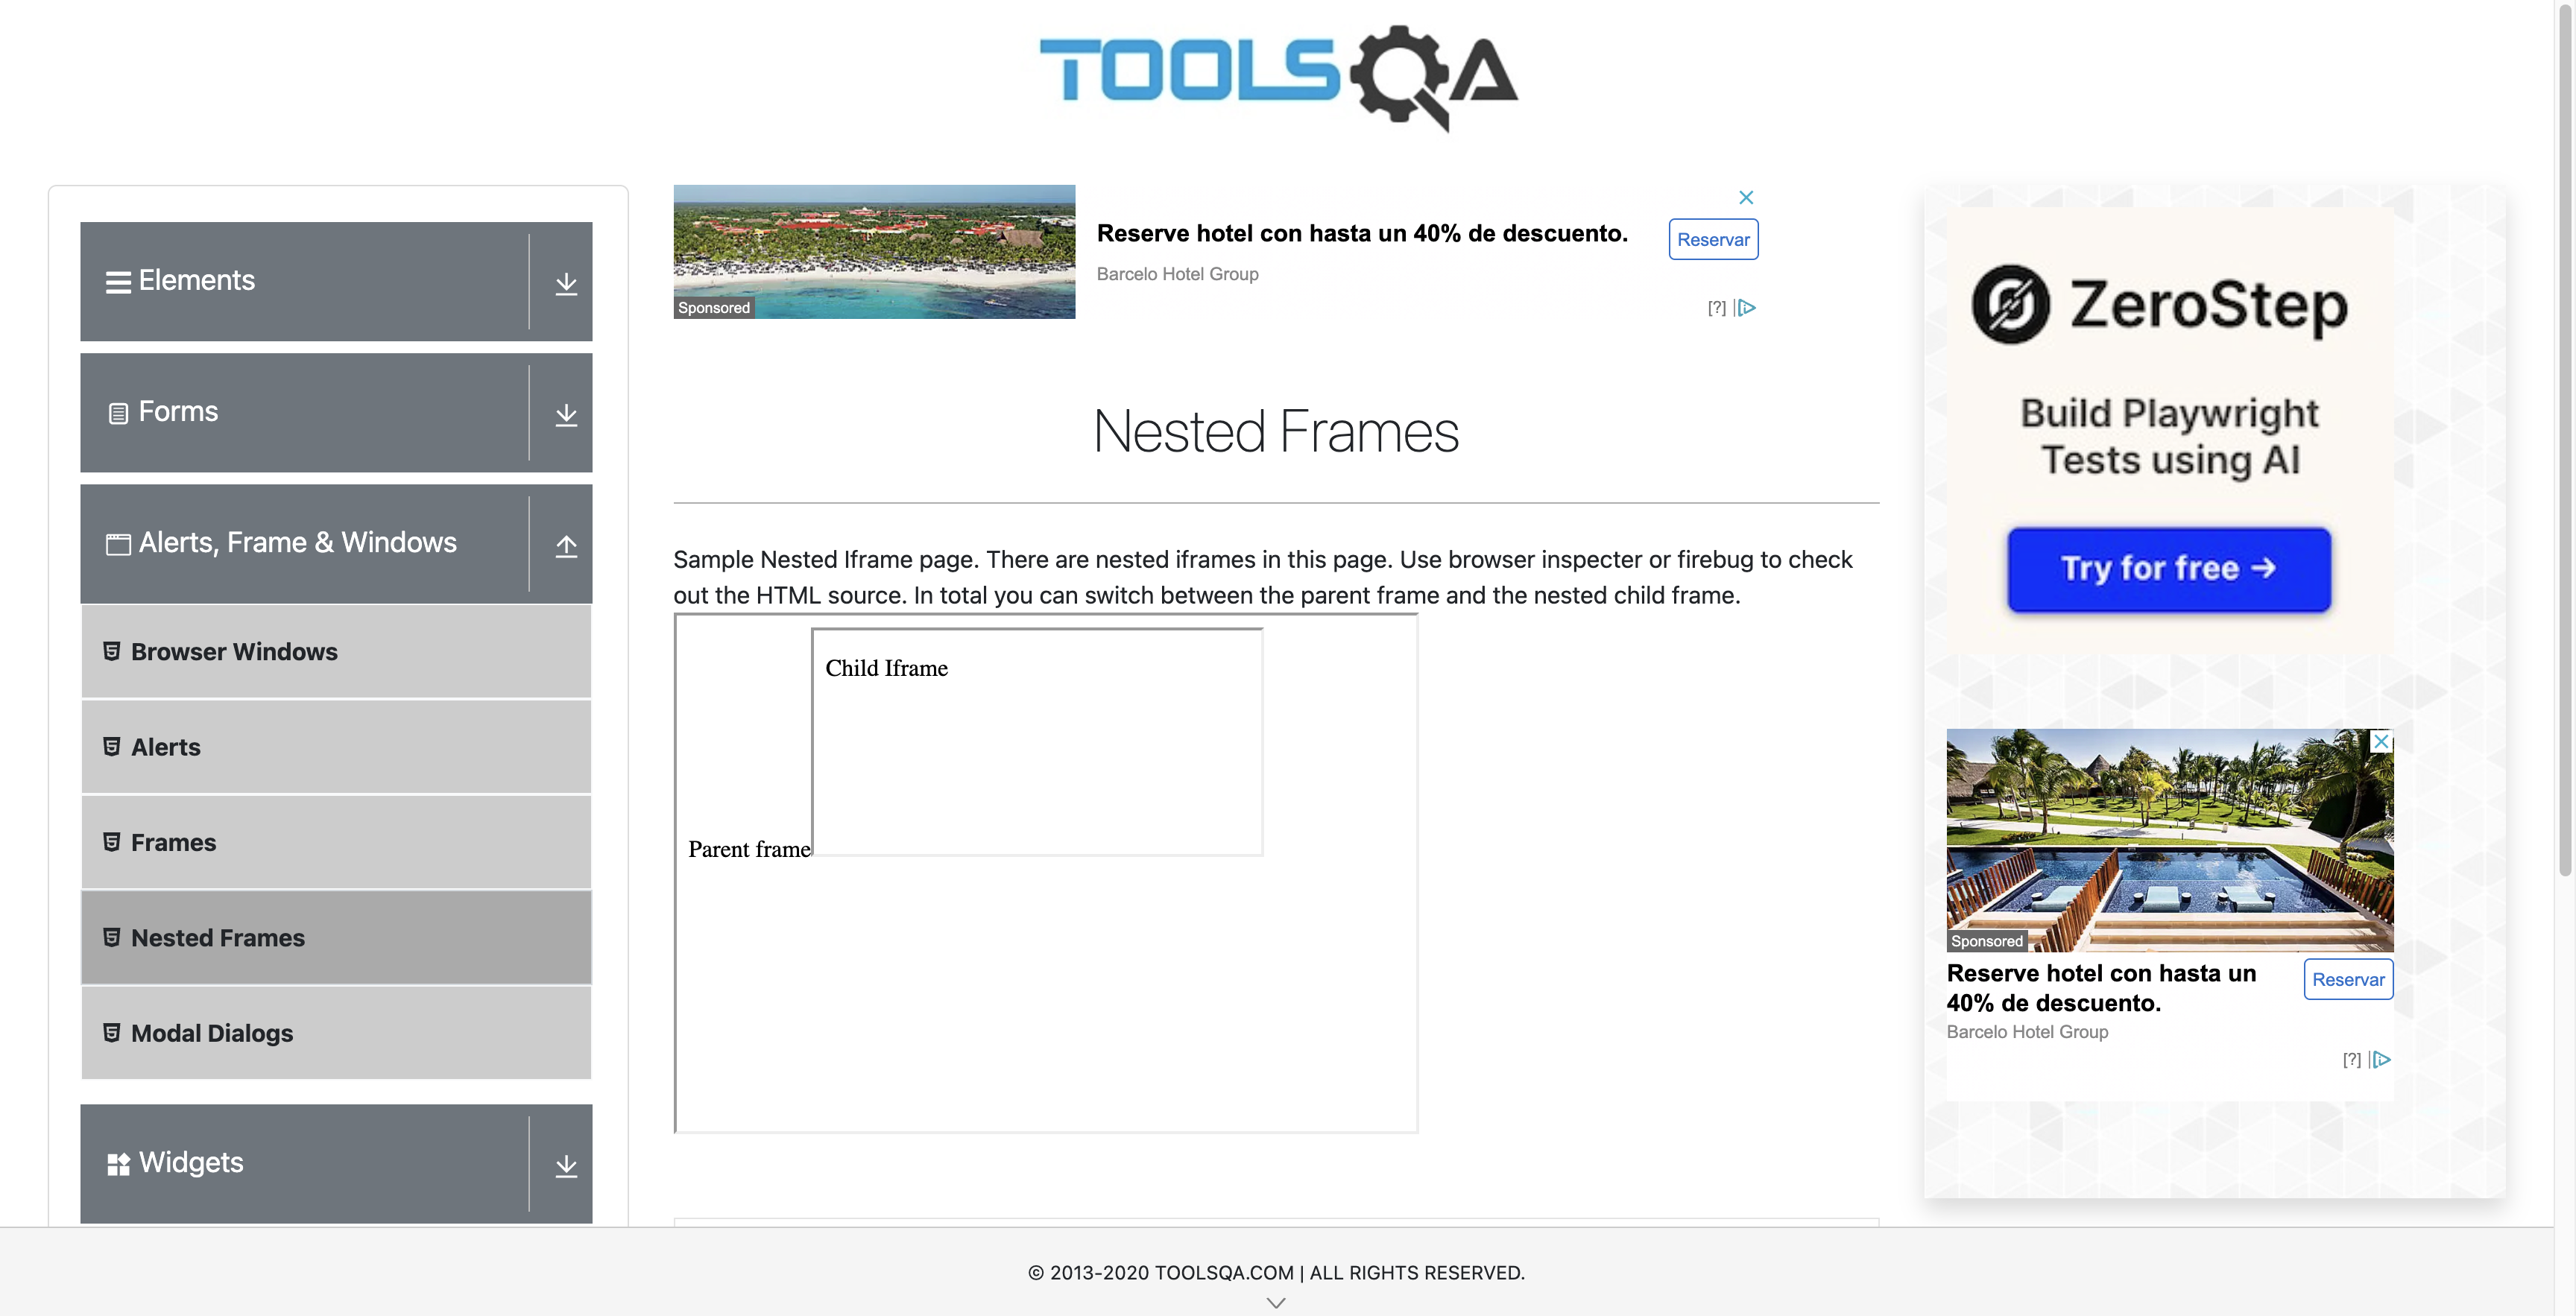 TOOLSQA
Elements
Forms
Alerts, Frame & Windows
Browser Windows
Alerts
Frames
Nested Frames
Modal Dialogs
Widgets
Reserve hotel con hasta un 40% de descuento.
Barcelo Hotel Group
Reservar
Sponsored
[?]
Nested Frames
Sample Nested Iframe page. There are nested iframes in this page. Use browser inspecter or firebug to check
out the HTML source. In total you can switch between the parent frame and the nested child frame.
Child Iframe
Parent frame
ZeroStep
Build Playwright
Tests using AI
Try for free →
Sponsored
Reserve hotel con hasta un
40% de descuento.
Reservar
Barcelo Hotel Group
[?]
© 2013-2020 TOOLSQA.COM | ALL RIGHTS RESERVED.